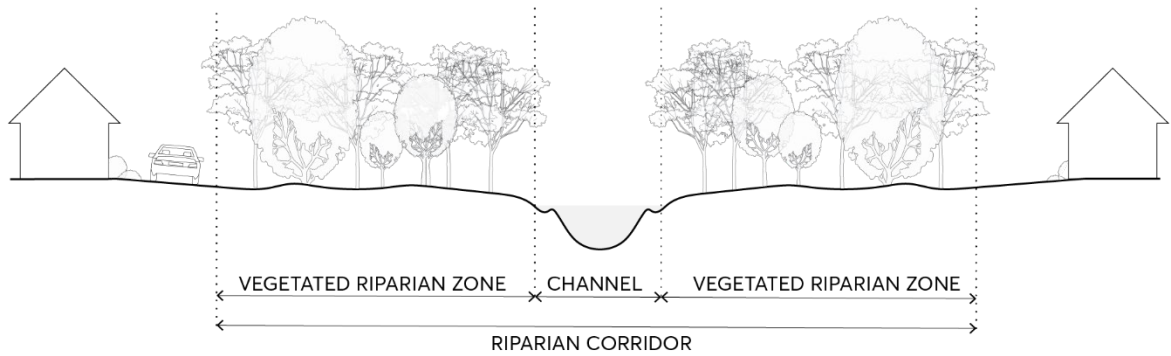 VEGETATED RIPARIAN ZONE CHANNEL VEGETATED RIPARIAN ZONE
RIPARIAN CORRIDOR